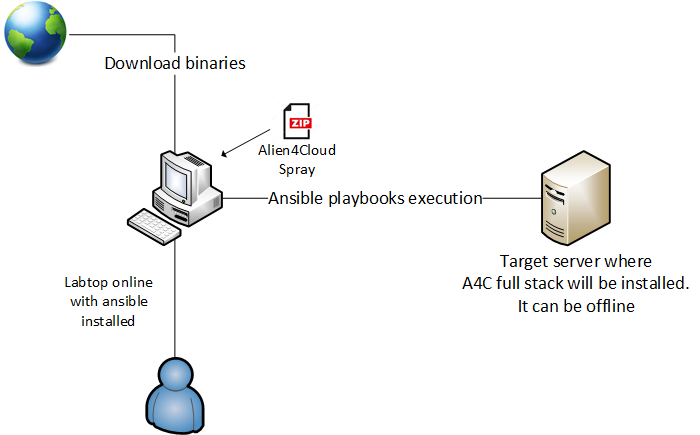 Download binaries
ZIP
Alien4Cloud
Spray
Ansible playbooks execution
Labtop online
with ansible
installed
Target server where
A4C full stack will be installed.
It can be offline